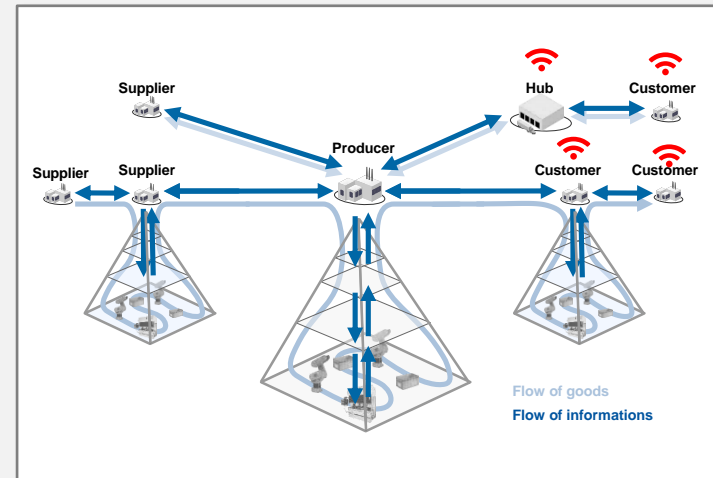 Supplier
Hub
Customer
Producer
Supplier
Supplier
Customer
Customer
Flow of goods
Flow of informations